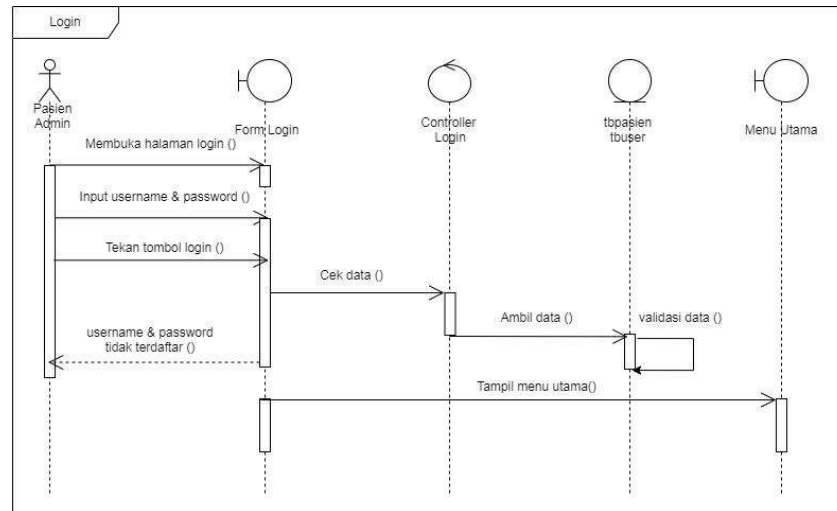 Login
Pasien
Admin
Form Login
Controller
Login
tbpasien
tbuser
Menu Utama
Membuka halaman login ()
Input username & password ()
Tekan tombol login ()
Cek data ()
Ambil data ()
validasi data ()
username & password
tidak terdaftar ()
Tampil menu utama()